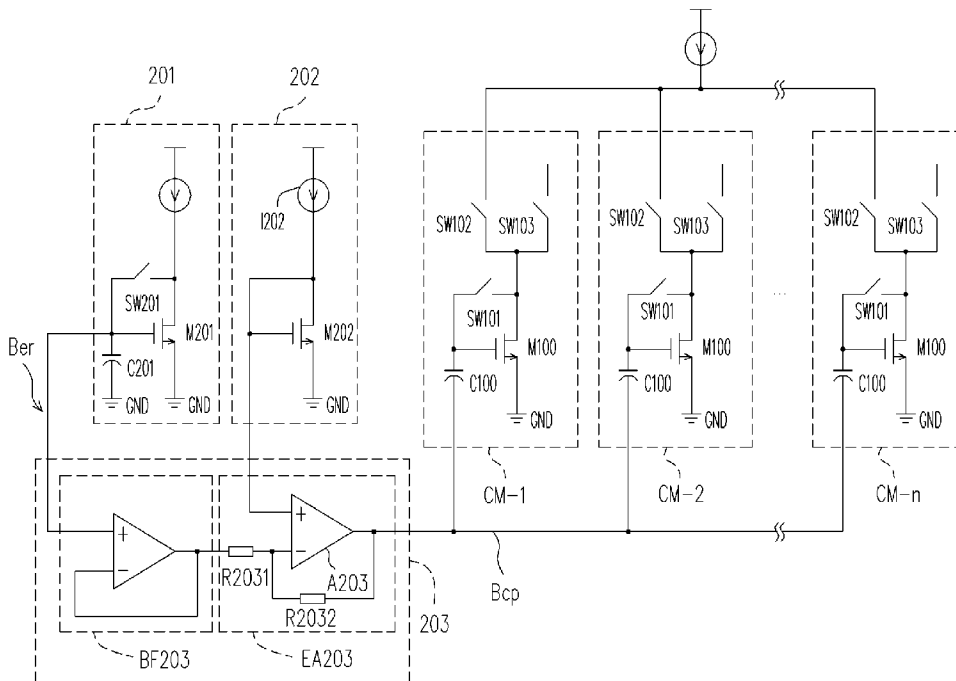 201
202
I202
SW201
M201
C201
GND
GND
M202
GND
Ber
SW102
SW103
SW101
M100
C100
GND
CM-1
SW102
SW103
SW101
M100
C100
GND
CM-2
...
SW102
SW103
SW101
M100
C100
GND
CM-n
+
−
BF203
R2031
+
−
A203
R2032
EA203
203
Bcp